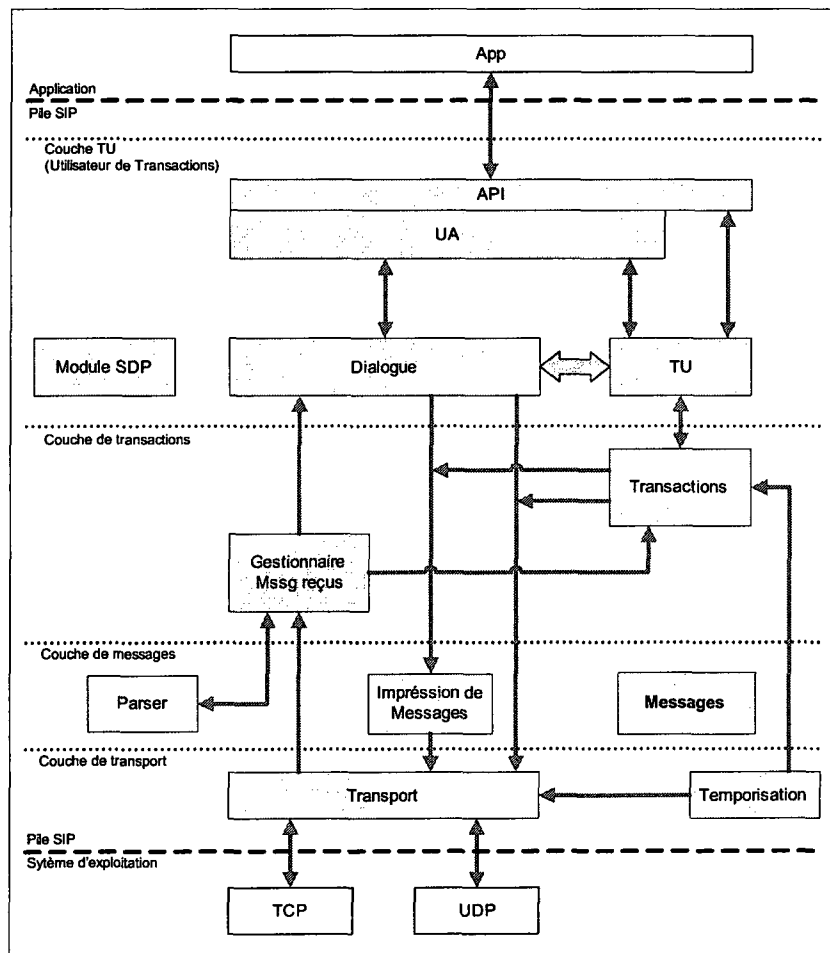 App
Application
Pile SIP
Couche TU
(Utilisateur de Transactions)
API
UA
Module SDP
Dialogue
TU
Couche de transactions
Transactions
Gestionnaire
Mssg reçus
Couche de messages
Parser
Impréssion de
Messages
Messages
Couche de transport
Transport
Temporisation
Pile SIP
Sytème d'exploitation
TCP
UDP